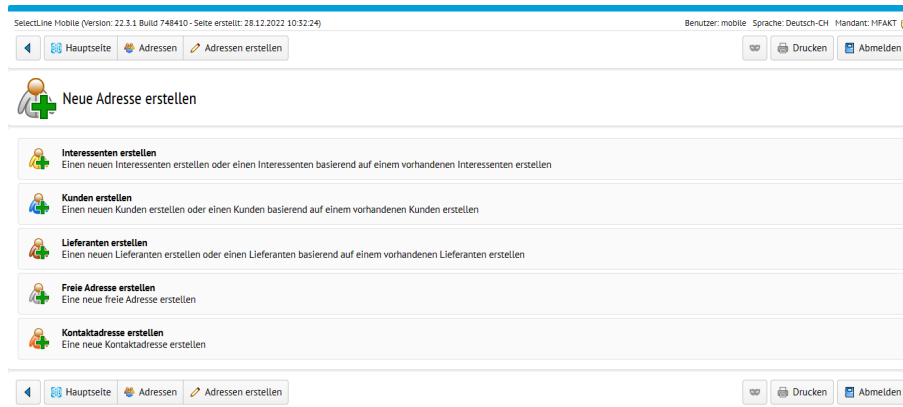 SelectLine Mobile (Version: 22.3.1 Build 748410 - Seite erstellt: 28.12.2022 10:32:24) Benutzer: mobile Sprache: Deutsch-CH Mandant: MFAKT
Hauptseite Adressen Adressen erstellen Drucken Abmelden
Neue Adresse erstellen
Interessenten erstellen
Einen neuen Interessenten erstellen oder einen Interessenten basierend auf einem vorhandenen Interessenten erstellen
Kunden erstellen
Einen neuen Kunden erstellen oder einen Kunden basierend auf einem vorhandenen Kunden erstellen
Lieferanten erstellen
Einen neuen Lieferanten erstellen oder einen Lieferanten basierend auf einem vorhandenen Lieferanten erstellen
Freie Adresse erstellen
Eine neue freie Adresse erstellen
Kontaktadresse erstellen
Eine neue Kontaktadresse erstellen
Hauptseite Adressen Adressen erstellen Drucken Abmelden